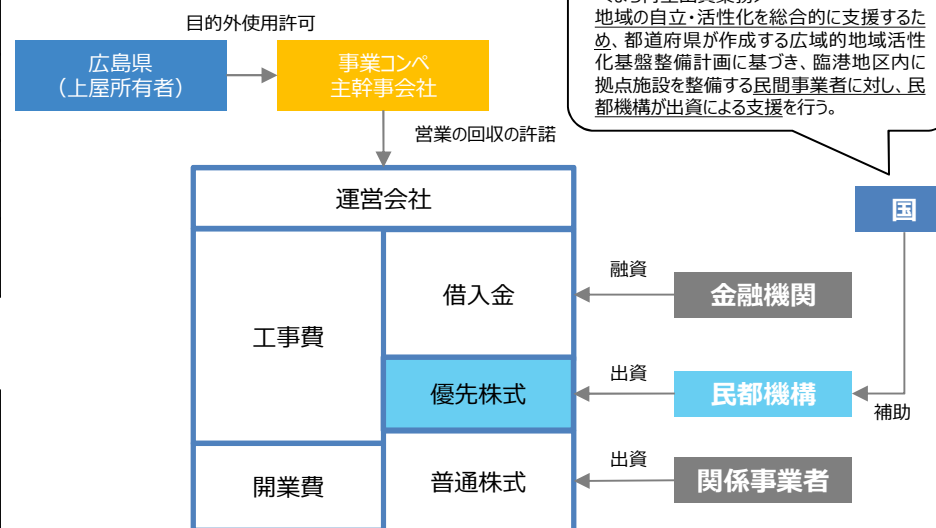 目的外使用許可
広島県
（上屋所有者）
事業コンペ
主幹事会社
地域の自立・活性化を総合的に支援するた
め、都道府県が作成する広域的地域活性
化基盤整備計画に基づき、臨港地区内に
拠点施設を整備する民間事業者に対し、民
都機構が出資による支援を行う。
営業の回収の許諾
運営会社
国
工事費
借入金
融資
金融機関
優先株式
出資
民都機構
補助
開業費
普通株式
出資
関係事業者